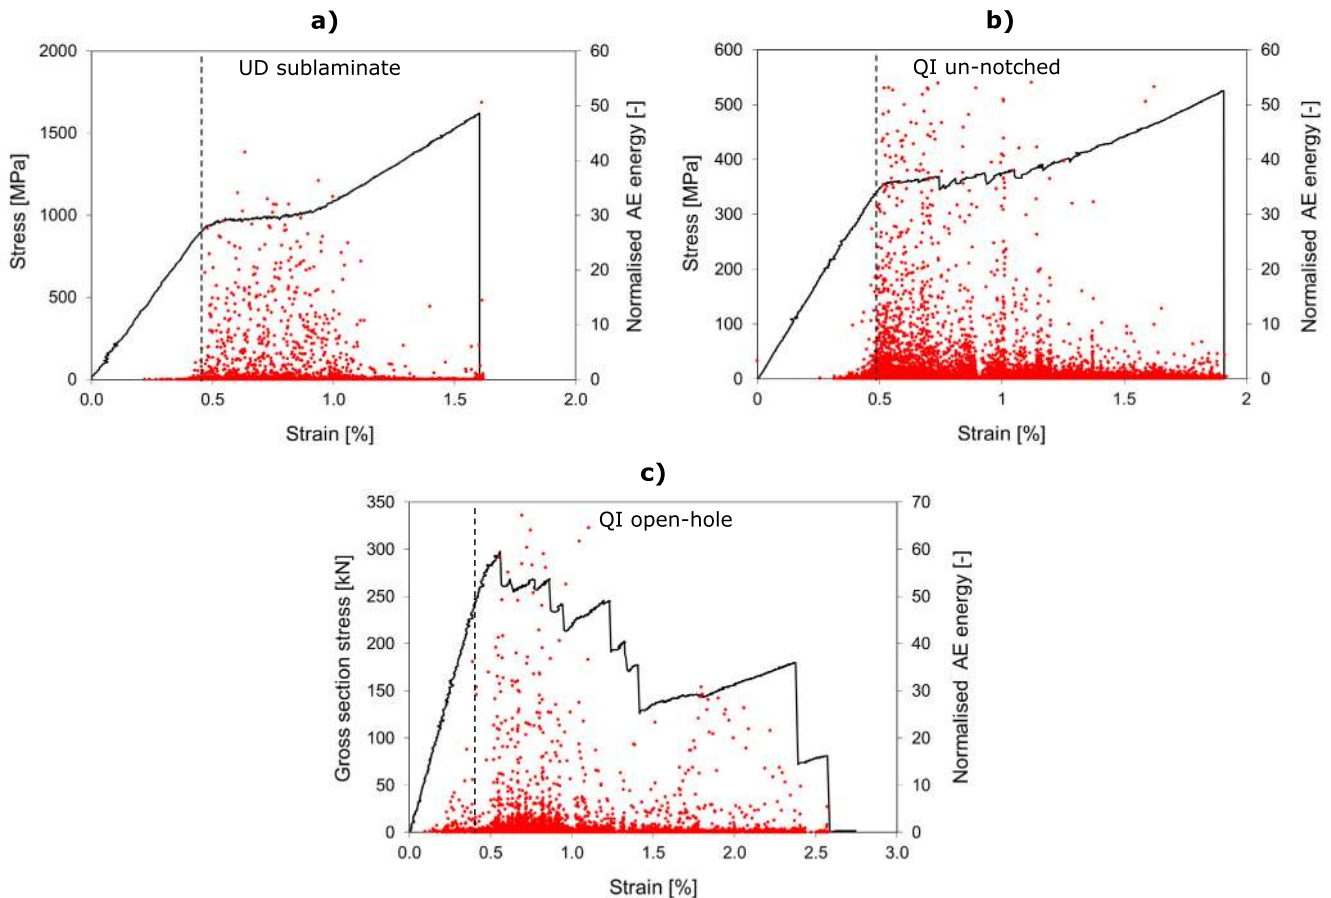 a)
UD sublaminate
Stress [MPa]
2000
1500
1000
500
0
60
50
40
30
20
10
0
Normalised AE energy [-]
0.0 0.5 1.0 1.5 2.0
Strain [%]
b)
QI un-notched
Stress [MPa]
600
500
400
300
200
100
0
60
50
40
30
20
10
0
Normalised AE energy [-]
0 0.5 1 1.5 2
Strain [%]
c)
QI open-hole
Gross section stress [kN]
350
300
250
200
150
100
50
0
70
60
50
40
30
20
10
0
Normalised AE energy [-]
0.0 0.5 1.0 1.5 2.0 2.5 3.0
Strain [%]